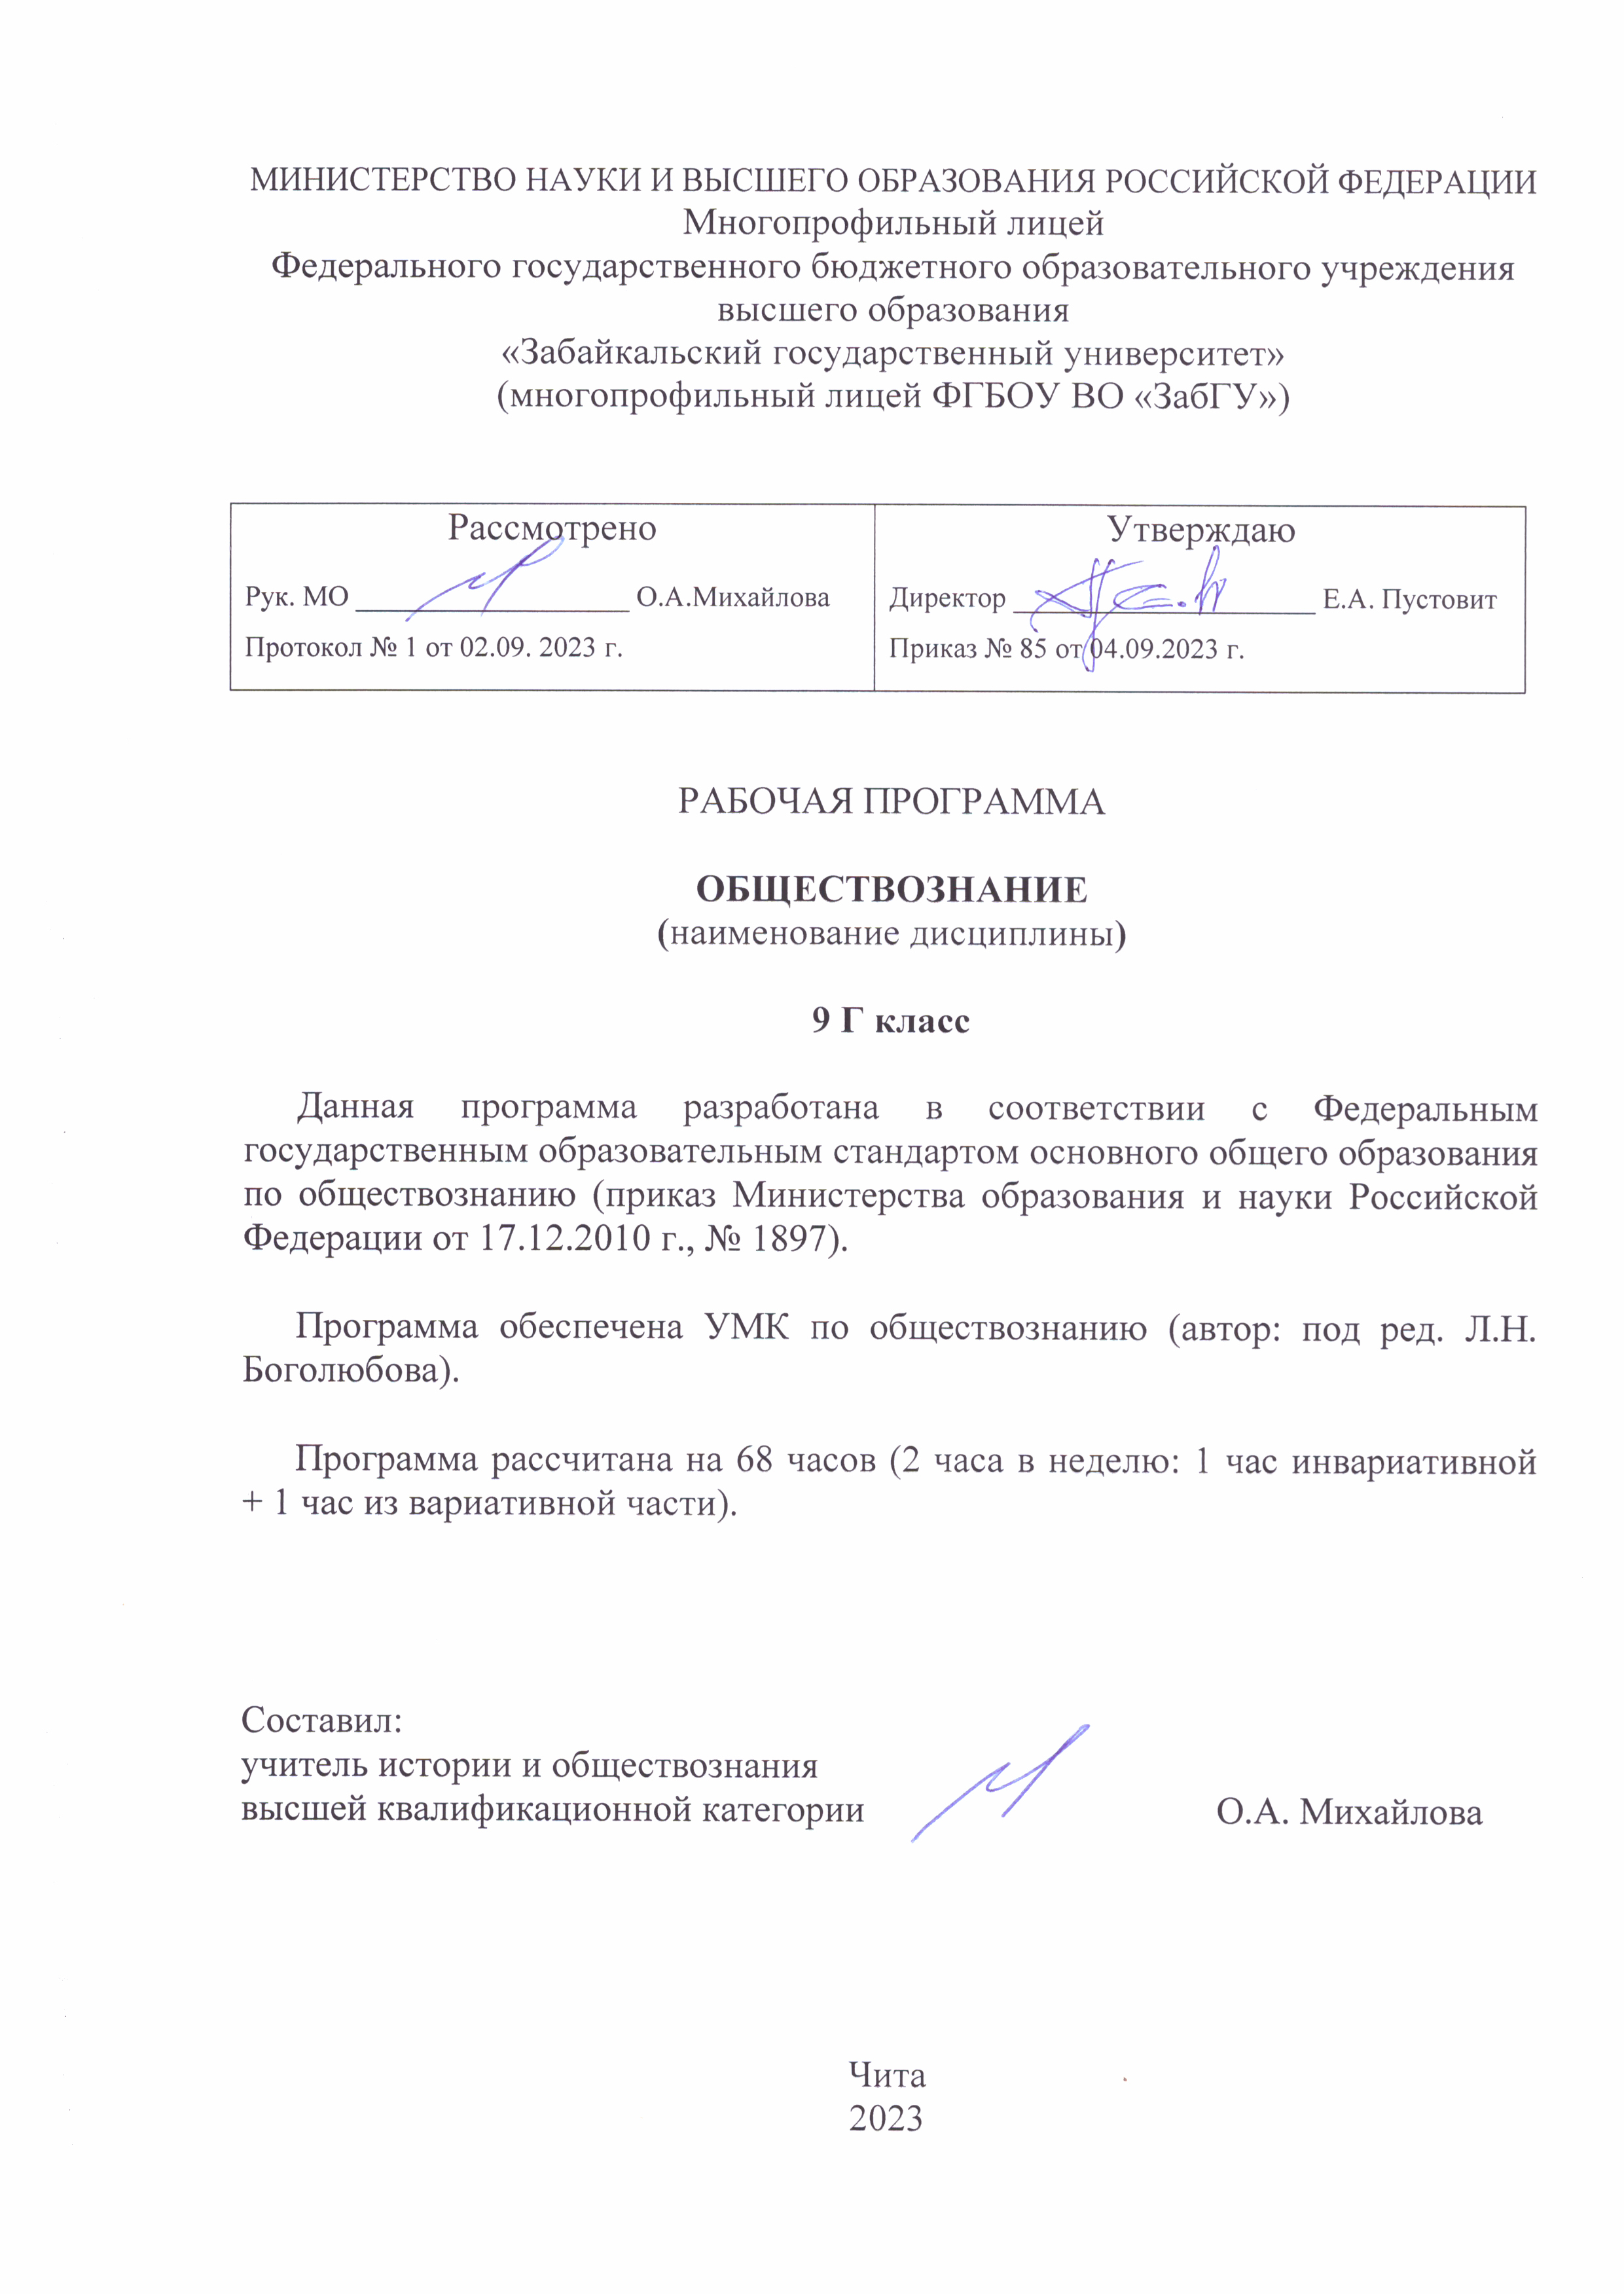 МИНИСТЕРСТВО НАУКИ И ВЫСШЕГО ОБРАЗОВАНИЯ РОССИЙСКОЙ ФЕДЕРАЦИИ
Многопрофильный лицей
Федерального государственного бюджетного образовательного учреждения
высшего образования
«Забайкальский государственный университет»
(многопрофильный лицей ФГБОУ ВО «ЗабГУ»)
Рассмотрено
Рук. МО ____________________ О.А.Михайлова
Протокол № 1 от 02.09. 2023 г.
Утверждаю
Директор ______________________ Е.А. Пустовит
Приказ № 85 от 04.09.2023 г.
РАБОЧАЯ ПРОГРАММА
ОБЩЕСТВОЗНАНИЕ
(наименование дисциплины)
9 Г класс
Данная программа разработана в соответствии с Федеральным
государственным образовательным стандартом основного общего образования
по обществознанию (приказ Министерства образования и науки Российской
Федерации от 17.12.2010 г., № 1897).
Программа обеспечена УМК по обществознанию (автор: под ред. Л.Н.
Боголюбова).
Программа рассчитана на 68 часов (2 часа в неделю: 1 час инвариативной
+ 1 час из вариативной части).
Составил:
учитель истории и обществознания
высшей квалификационной категории О.А. Михайлова
Чита
2023